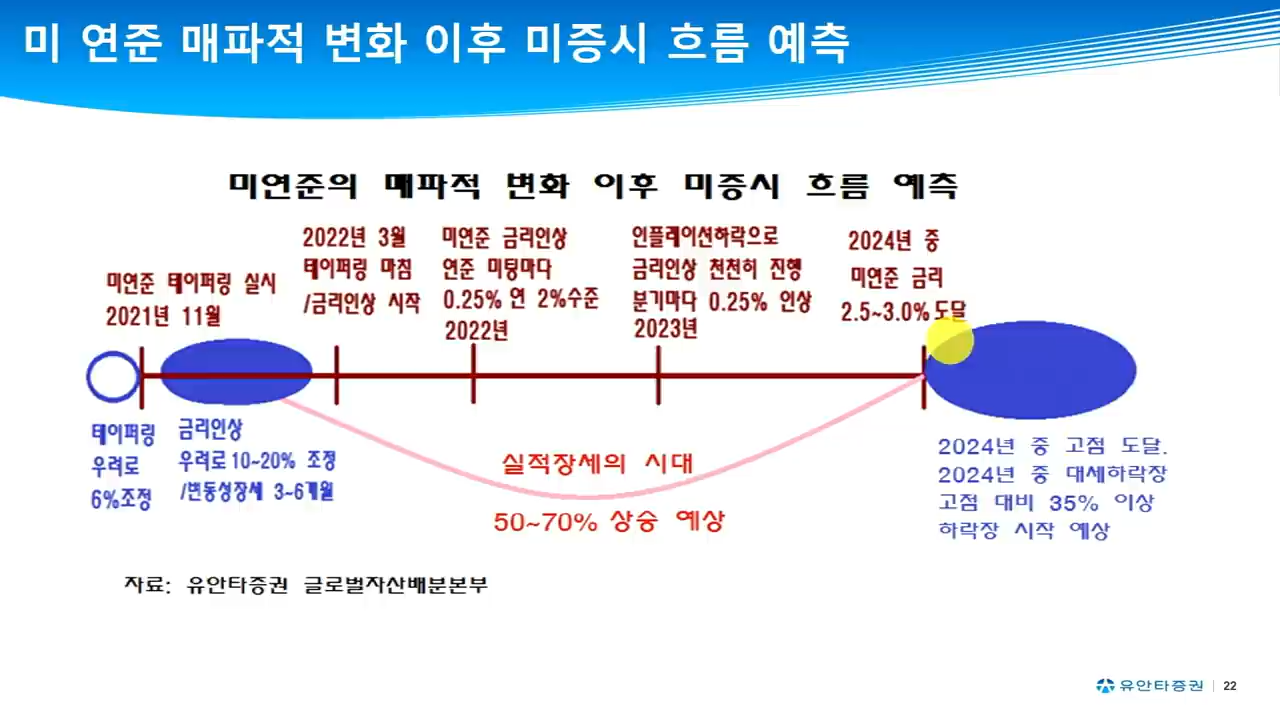 미 연준 매파적 변화 이후 미증시 흐름 예측
미연준의 매파적 변화 이후 미증시 흐름 예측
미연준 테이퍼링 실시
2021년 11월
2022년 3월
테이퍼링 마침
/금리인상 시작
미연준 금리인상
연준 미팅마다
0.25% 연 2%수준
2022년
인플레이션하락으로
금리인상 천천히 진행
분기마다 0.25% 인상
2023년
2024년 중
미연준 금리
2.5~3.0%도달
테이퍼링
우려로
6%조정
금리인상
우려로10~20% 조정
/변동성장세 3~6개월
실적장세의 시대
50~70% 상승 예상
2024년 중 고점 도달.
2024년 중 대세하락장
고점 대비 35% 이상
하락장 시작 예상
자료: 유안타증권 글로벌자산배분본부
유안타증권 22